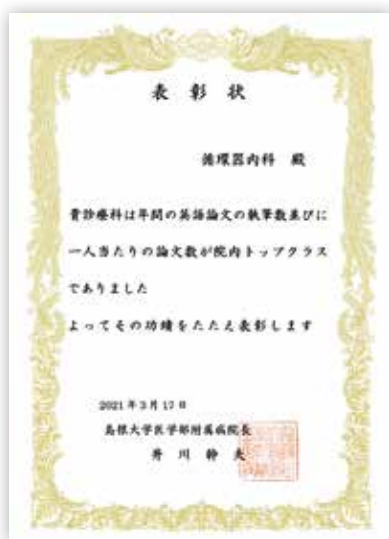 表彰状
循環器内科 殿
貴診療科は年間の英語論文の執筆数並びに
一人当たりの論文数が院内トップクラス
でありました
よってその功績をたたえ表彰します
2021年3月17日
島根大学医学部附属病院長
井川幹夫